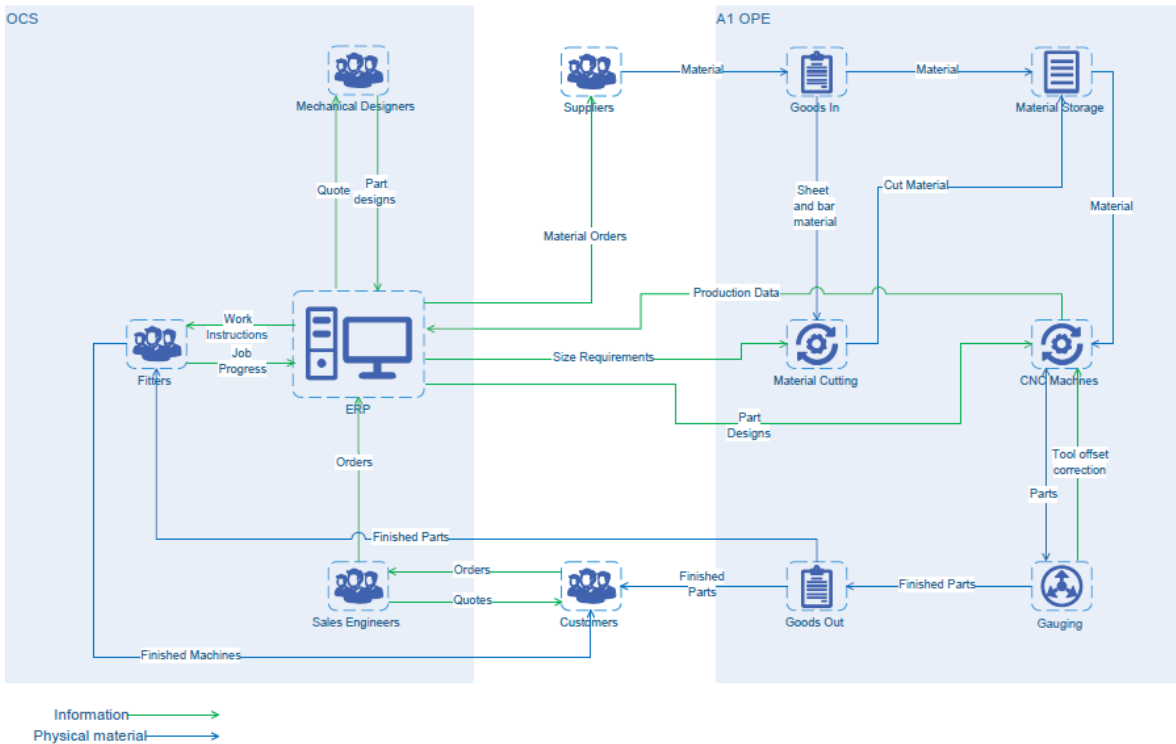 OCS
A1 OPE
Mechanical Designers
Suppliers
Material
Goods In
Material
Material Storage
Quote
Part
designs
Sheet
and bar
material
Cut Material
Material
Material Orders
Production Data
Work
Instructions
Job
Progress
Fitters
ERP
Size Requirements
Material Cutting
CNC Machines
Part
Designs
Orders
Tool offset
correction
Parts
Finished Parts
Orders
Quotes
Sales Engineers
Customers
Finished
Parts
Goods Out
Finished Parts
Gauging
Finished Machines
Information
Physical material